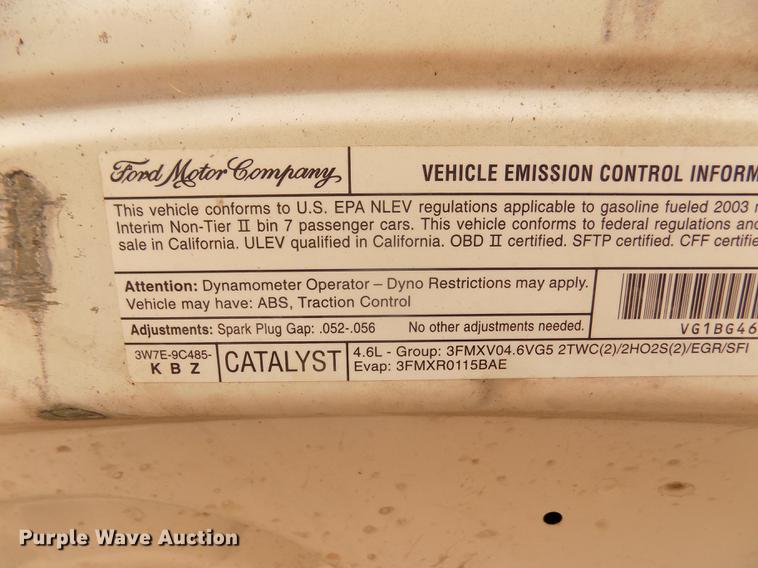 Ford Motor Company
VEHICLE EMISSION CONTROL INFORM
This vehicle conforms to U.S. EPA NLEV regulations applicable to gasoline fueled 2003
Interim Non-Tier II bin 7 passenger cars. This vehicle conforms to federal regulations and
sale in California. ULEV qualified in California. OBD II certified. SFTP certified. CFF certifie
Attention: Dynamometer Operator – Dyno Restrictions may apply.
Vehicle may have: ABS, Traction Control
VG1BG46
Adjustments: Spark Plug Gap: .052-.056 No other adjustments needed.
3W7E-9C485-
K B Z
CATALYST
4.6L - Group: 3FMXV04.6VG5 2TWC(2)/2HO2S(2)/EGR/SFI
Evap: 3FMXR0115BAE
Purple Wave Auction